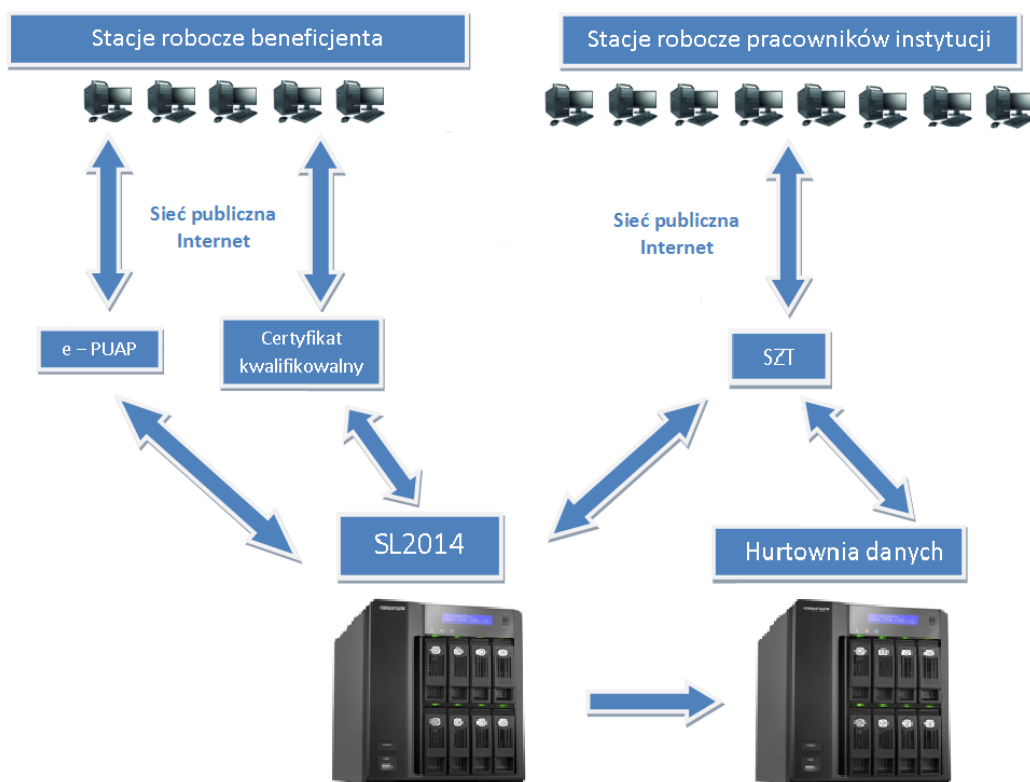 Stacje robocze beneficjenta
Stacje robocze pracowników instytucji
Sieć publiczna
Internet
Sieć publiczna
Internet
e – PUAP
Certyfikat
kwalifikowalny
SZT
SL2014
Hurtownia danych